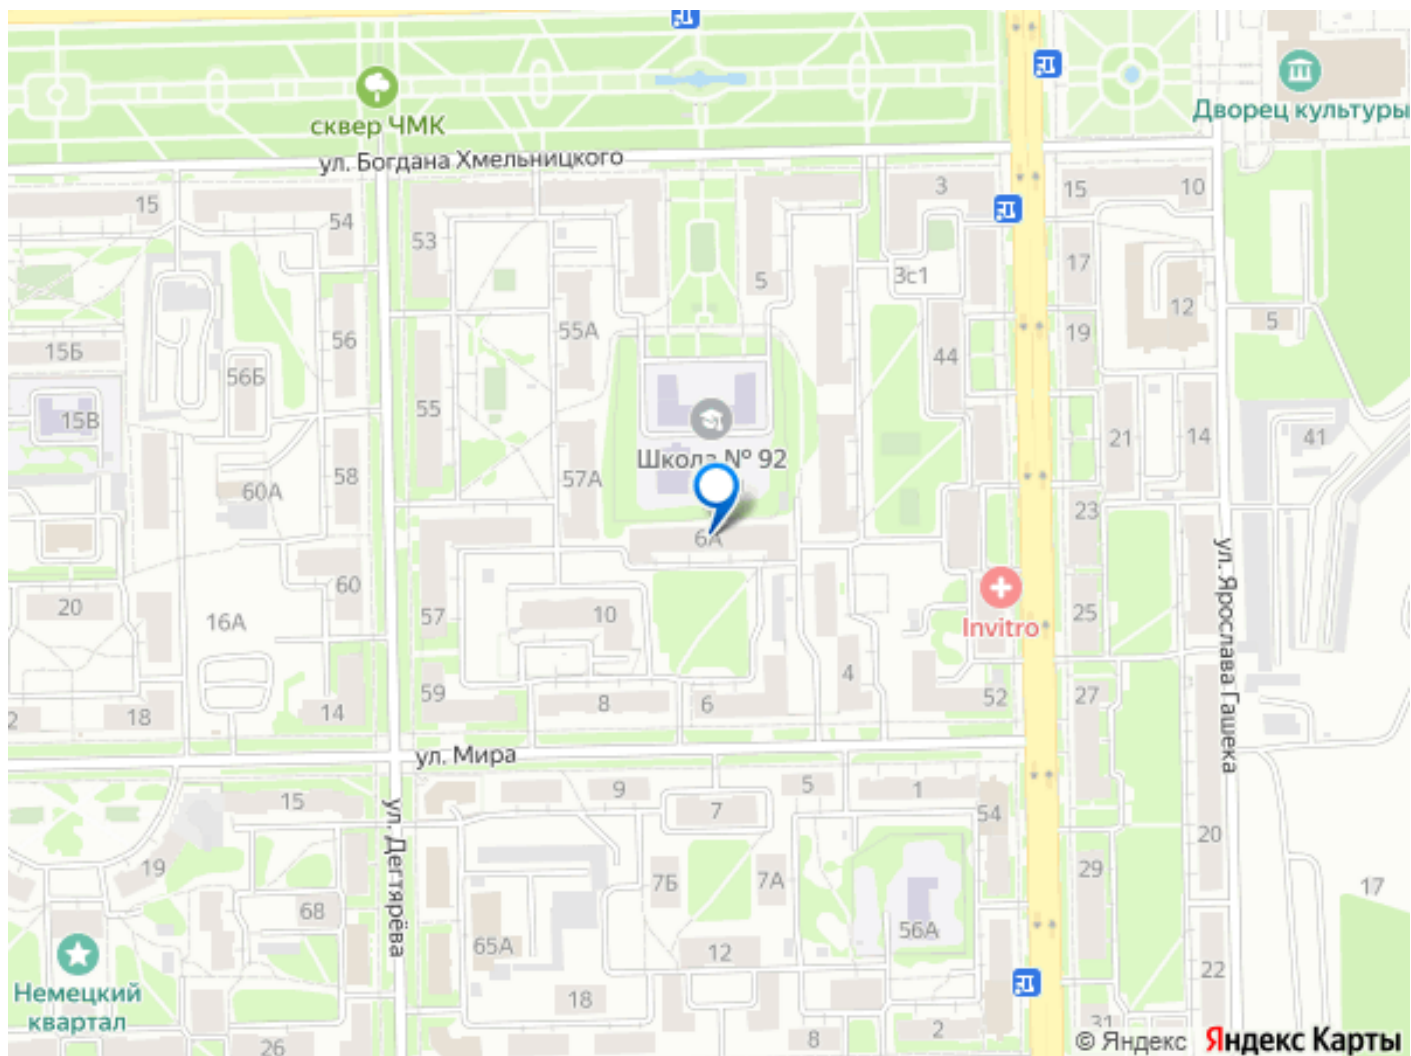 Дворец культуры
сквер ЧМК
ул. Богдана Хмельницкого
15
54
53
5
3
15
10
3с1
17
12
5
56
55А
19
15Б
56Б
44
15В
55
21
14
41
Школа № 92
58
57А
60А
23
6А
ул. Ярослава Гашека
60
20
16А
57
10
Invitro
25
59
8
6
4
52
27
2
18
14
ул. Мира
15
9
7
5
1
54
20
19
ул. Дегтярёва
7Б
7А
29
17
68
65А
12
56А
22
Немецкий
квартал
18
26
8
2
31
© Яндекс Яндекс Карты